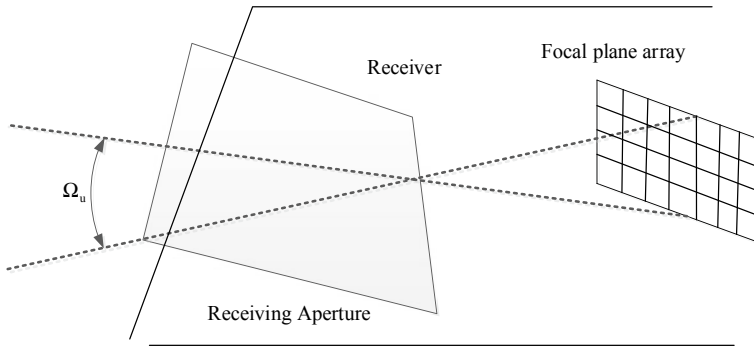 Focal plane array
Receiver
Ωu
Receiving Aperture